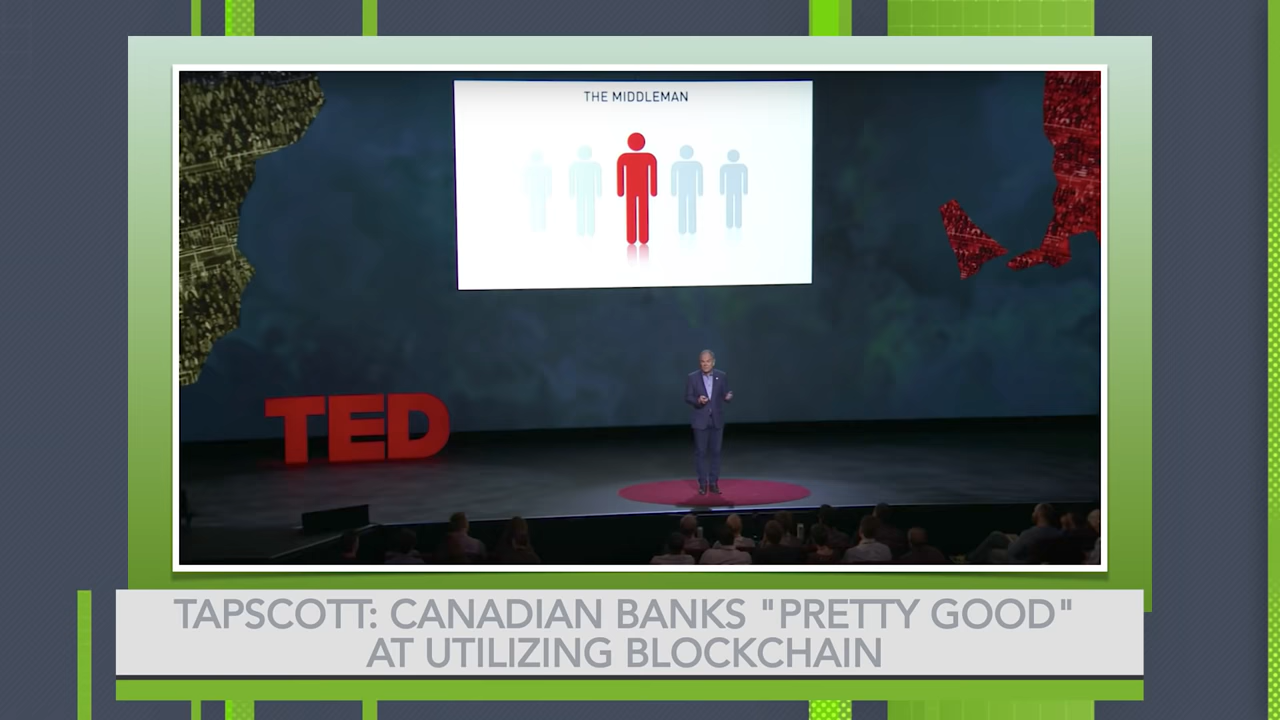 THE MIDDLEMAN
TED
TAPSCOTT: CANADIAN BANKS "PRETTY GOOD"
AT UTILIZING BLOCKCHAIN